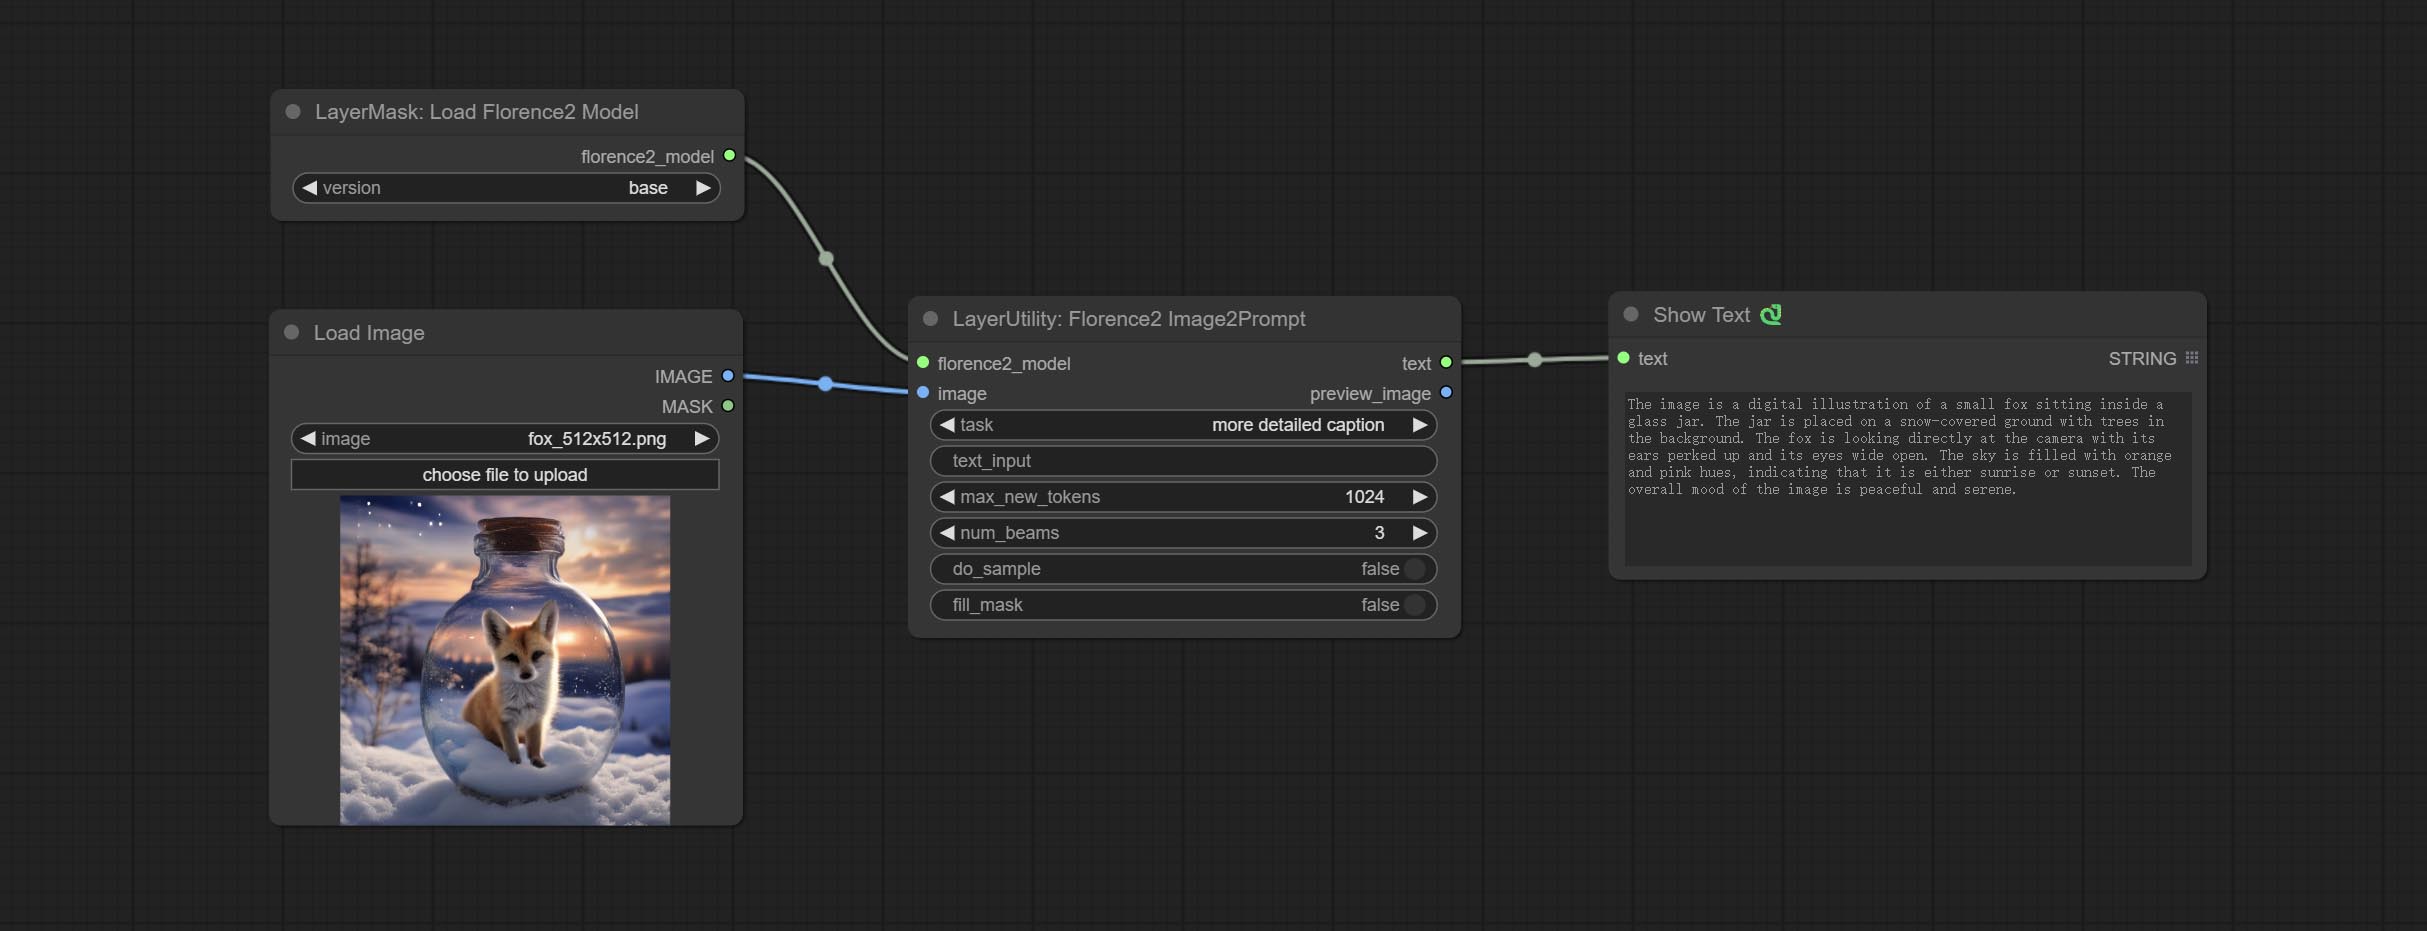 LayerMask: Load Florence2 Model
florence2_model
version base
Load Image
IMAGE
MASK
image fox_512x512.png
choose file to upload
LayerUtility: Florence2 Image2Prompt
florence2_model text
image preview_image
task more detailed caption
text_input
max_new_tokens 1024
num_beams 3
do_sample false
fill_mask false
Show Text
text STRING
The image is a digital illustration of a small fox sitting inside a
glass jar. The jar is placed on a snow-covered ground with trees in
the background. The fox is looking directly at the camera with its
ears perked up and its eyes wide open. The sky is filled with orange
and pink hues, indicating that it is either sunrise or sunset. The
overall mood of the image is peaceful and serene.